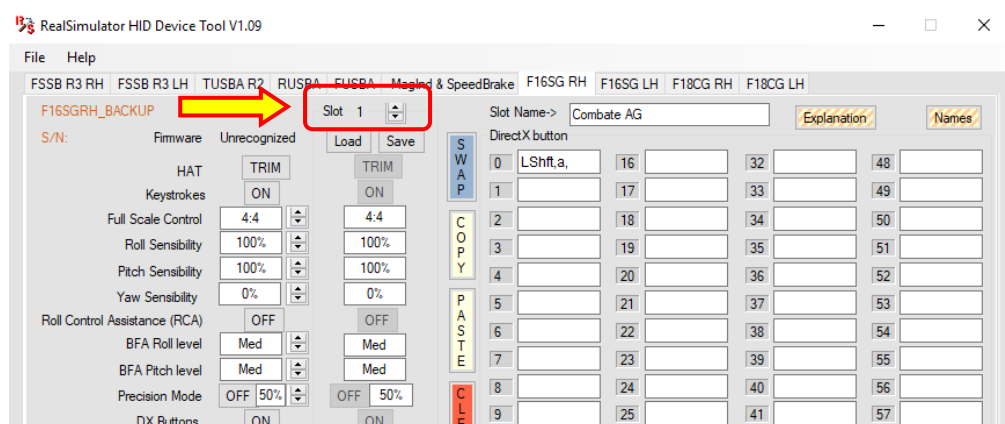 RealSimulator HID Device Tool V1.09
File Help
FSSB R3 RH FSSB R3 LH TUSBA R2 RUSBA FUSBA MagInd & SpeedBrake F16SG RH F16SG LH F18CG RH F18CG LH
F16SGRH_BACKUP Slot 1 Slot Name-> Combate AG Explanation Names
S/N: Firmware Unrecognized Load Save DirectX button
SWAP
COPY
PASTE
HAT TRIM TRIM 0 LShft,a, 16 32 48
Keystrokes ON ON 1 17 33 49
Full Scale Control 4:4 4:4 2 18 34 50
Roll Sensibility 100% 100% 3 19 35 51
Pitch Sensibility 100% 100% 4 20 36 52
Yaw Sensibility 0% 0% 5 21 37 53
Roll Control Assistance (RCA) OFF OFF 6 22 38 54
BFA Roll level Med Med 7 23 39 55
BFA Pitch level Med Med 8 24 40 56
Precision Mode OFF 50% OFF 50% 9 25 41 57
DX Buttons ON ON